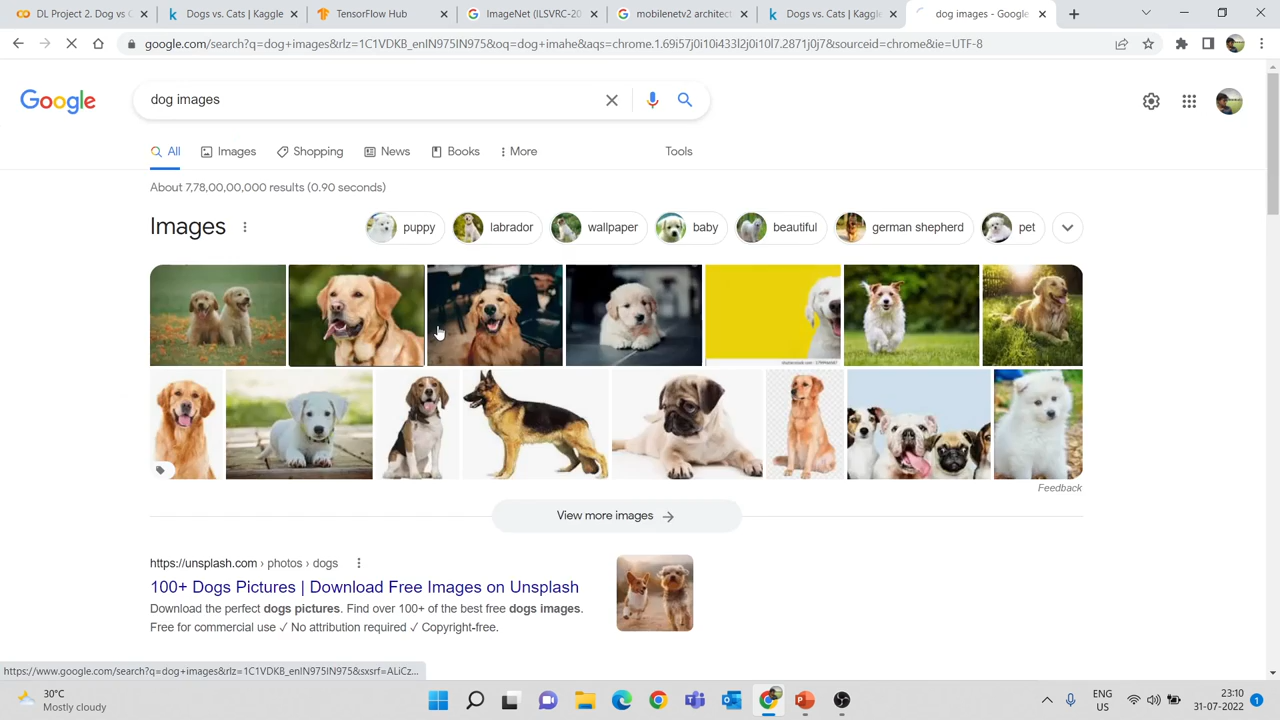 DL Project 2. Dog vs C
Dogs vs. Cats | Kaggle
TensorFlow Hub
ImageNet (ILSVRC-20
mobilenetv2 architect
Dogs vs. Cats | Kaggle
dog images - Google
google.com/search?q=dog+images&rlz=1C1VDKB_enIN975IN975&oq=dog+imahe&aqs=chrome.1.69i57j0i10i433l2j0i10l7.2871j0j7&sourceid=chrome&ie=UTF-8
Google
dog images
All
Images
Shopping
News
Books
More
Tools
About 7,78,00,00,000 results (0.90 seconds)
Images
puppy
labrador
wallpaper
baby
beautiful
german shepherd
pet
Feedback
View more images
https://unsplash.com › photos › dogs
100+ Dogs Pictures | Download Free Images on Unsplash
Download the perfect dogs pictures. Find over 100+ of the best free dogs images.
Free for commercial use ✓ No attribution required ✓ Copyright-free.
https://www.google.com/search?q=dog+images&rlz=1C1VDKB_enIN975IN975&sxsrf=ALiCz...
30°C
Mostly cloudy
ENG
US
23:10
31-07-2022
1